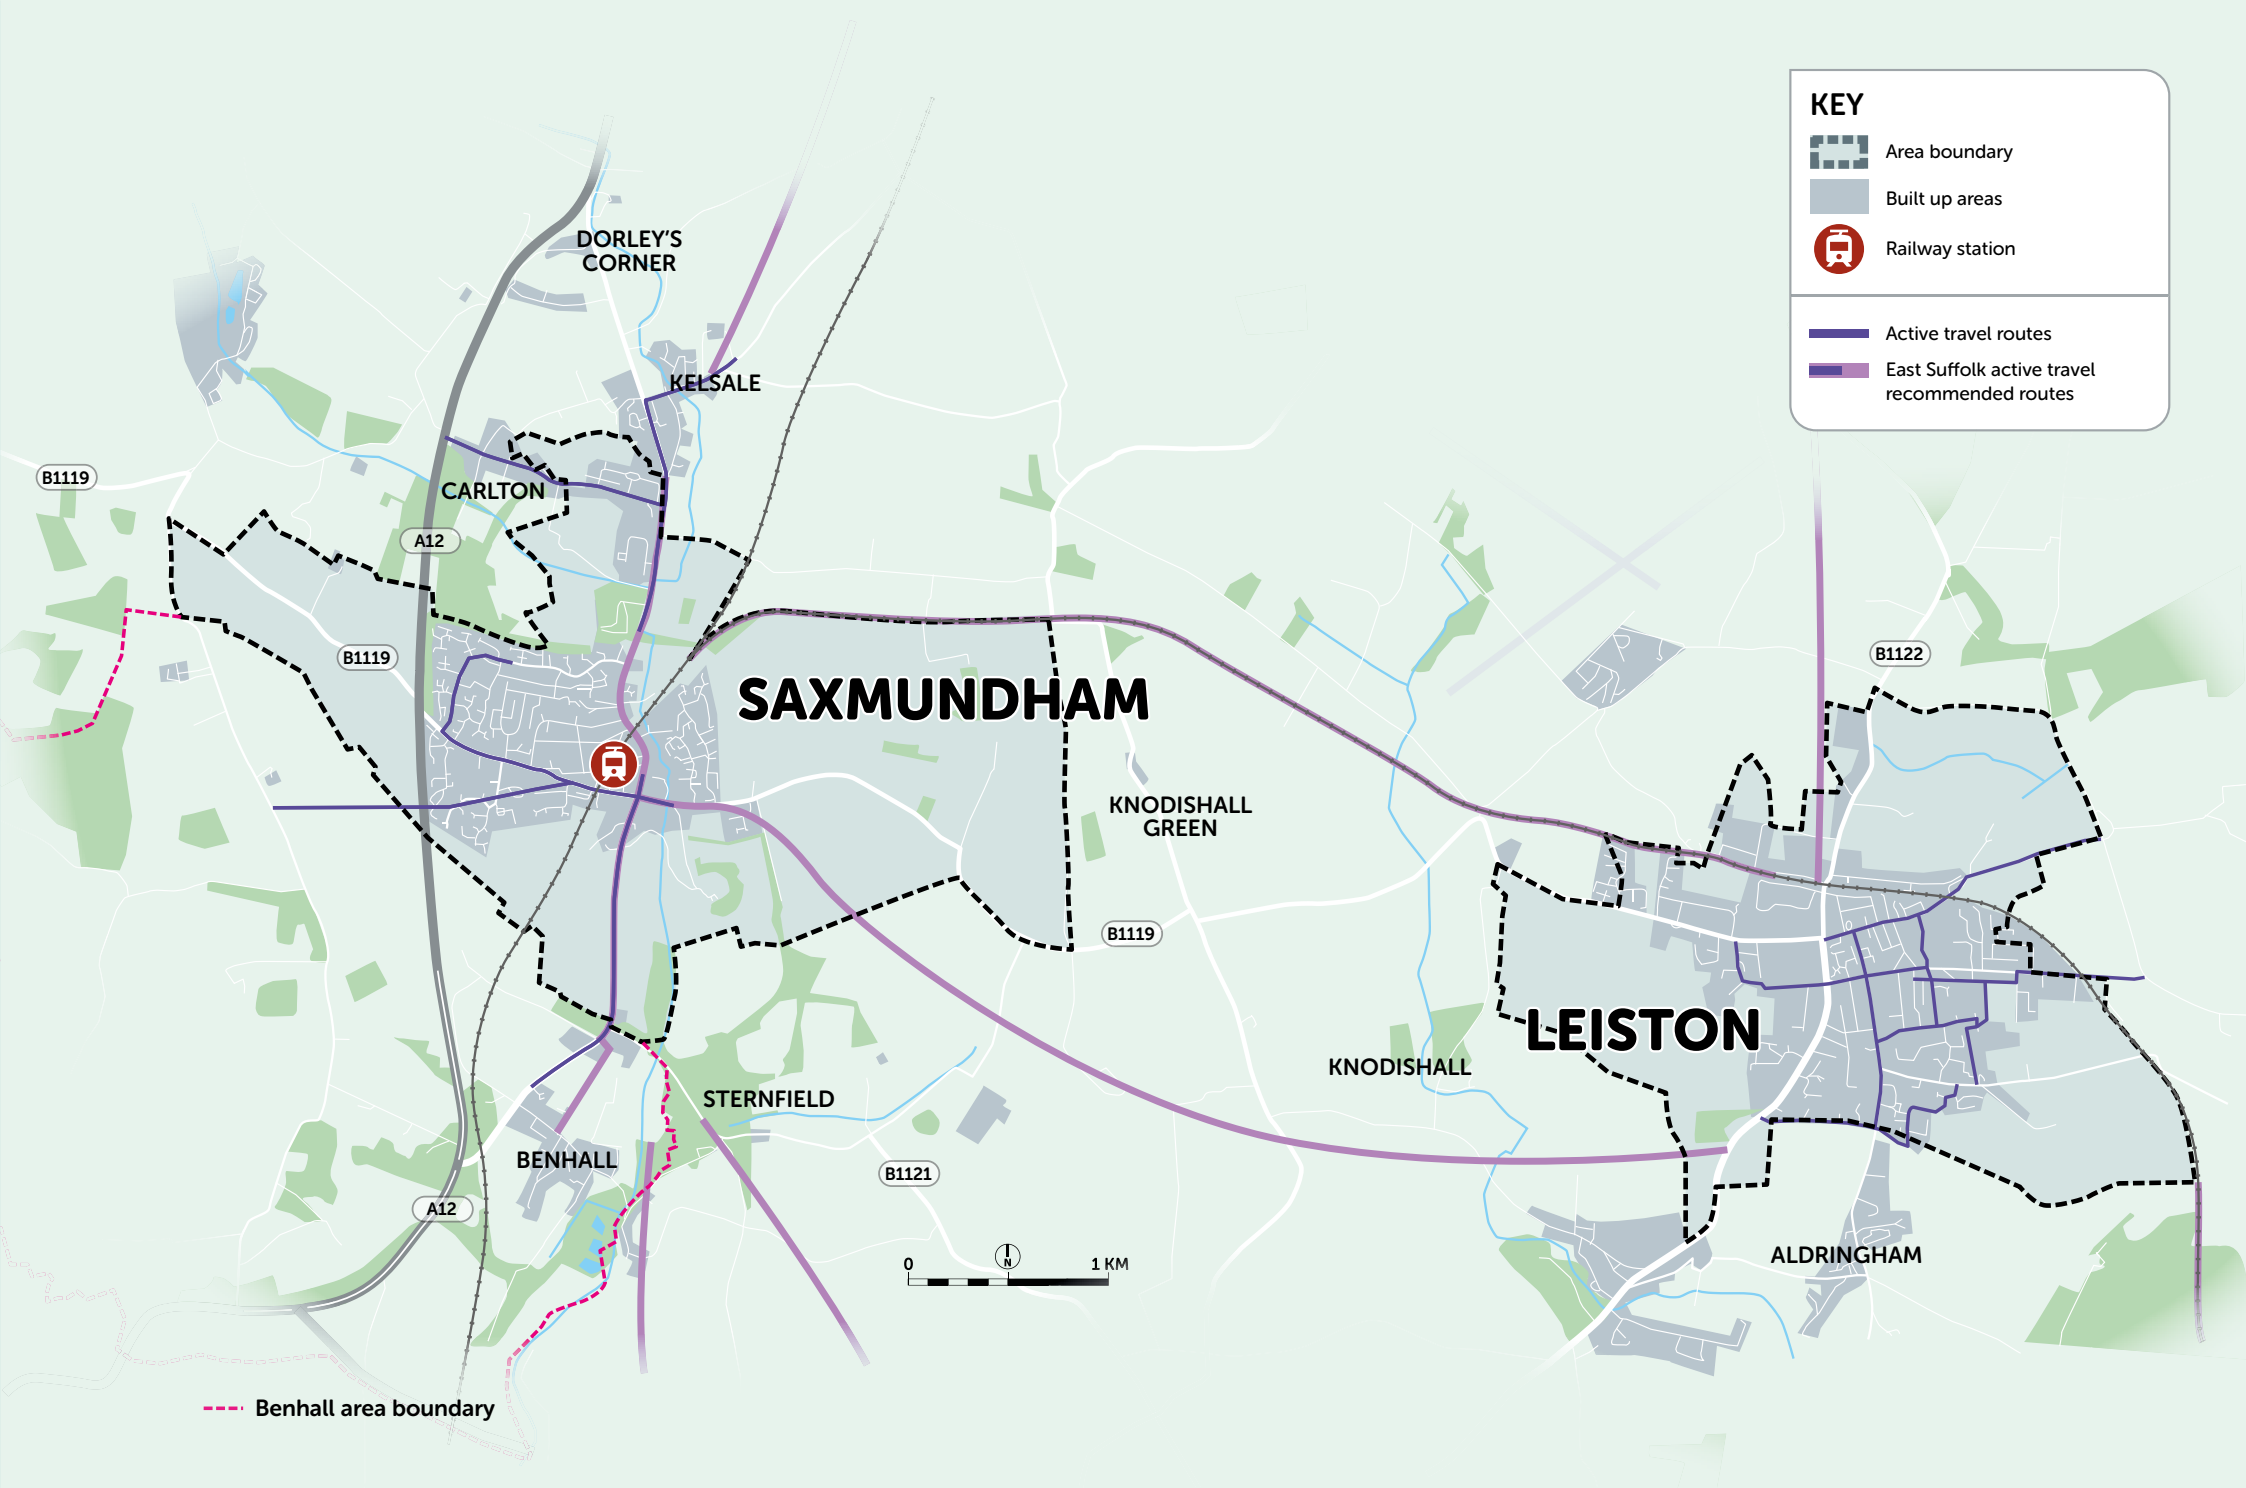 KEY
Area boundary
Built up areas
Railway station
Active travel routes
East Suffolk active travel
recommended routes
DORLEY'S
CORNER
KELSALE
B1119
CARLTON
A12
B1119
B1122
SAXMUNDHAM
KNODISHALL
GREEN
B1119
LEISTON
KNODISHALL
STERNFIELD
BENHALL
B1121
A12
ALDRINGHAM
0
N
1 KM
Benhall area boundary